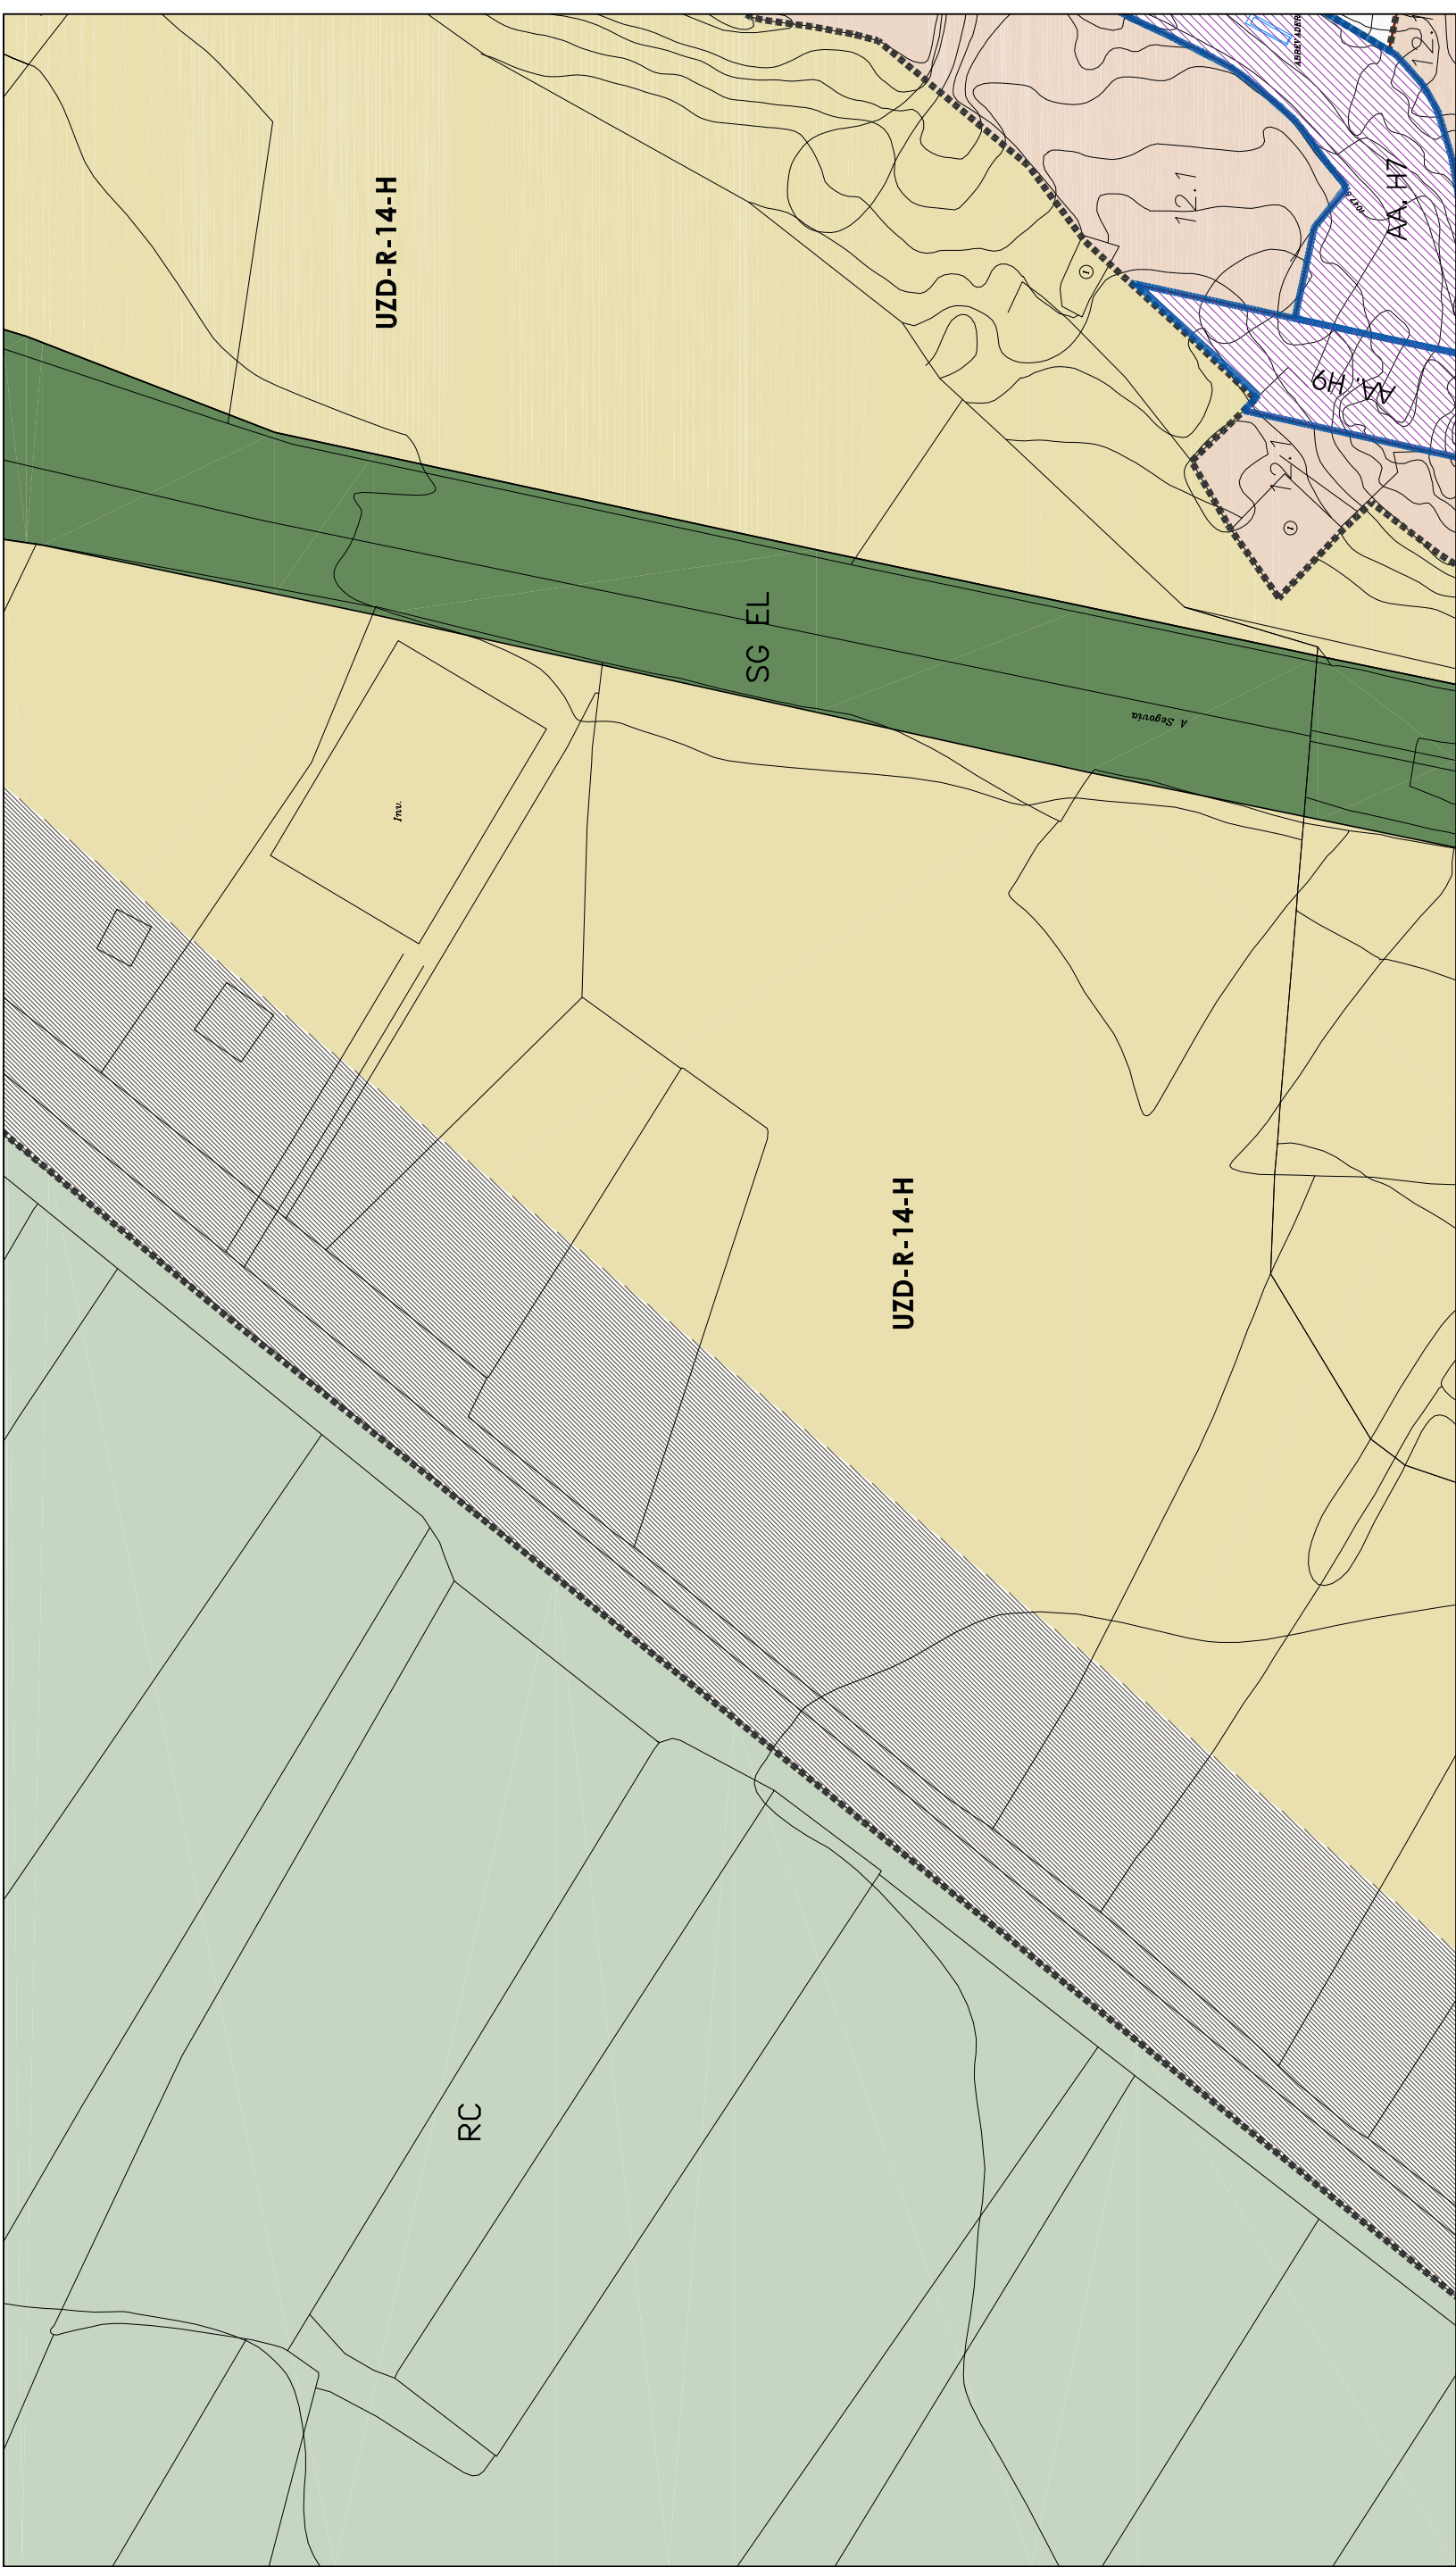 UZD-R-14-H
12.1
AA, H7
AA, H9
12.1
SG EL
A Segovia
Inv.
UZD-R-14-H
RC
I
I